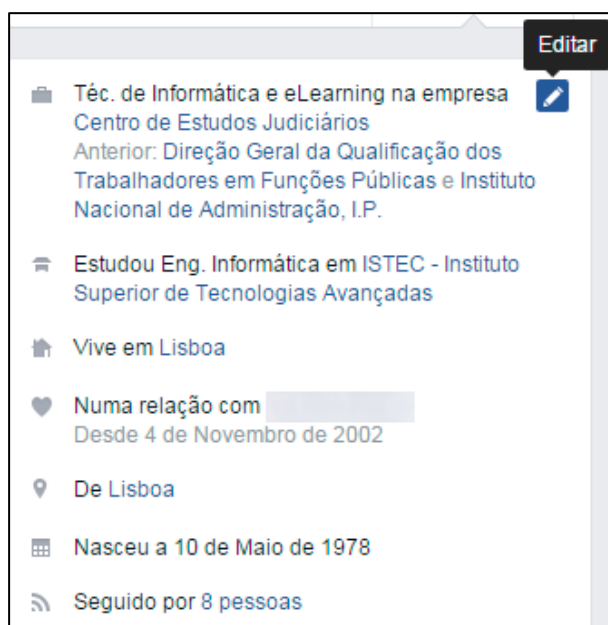 Editar
Téc. de Informática e eLearning na empresa
Centro de Estudos Judiciários
Anterior: Direção Geral da Qualificação dos
Trabalhadores em Funções Públicas e Instituto
Nacional de Administração, I.P.
Estudou Eng. Informática em ISTEC - Instituto
Superior de Tecnologias Avançadas
Vive em Lisboa
Numa relação com
Desde 4 de Novembro de 2002
De Lisboa
Nasceu a 10 de Maio de 1978
Seguido por 8 pessoas